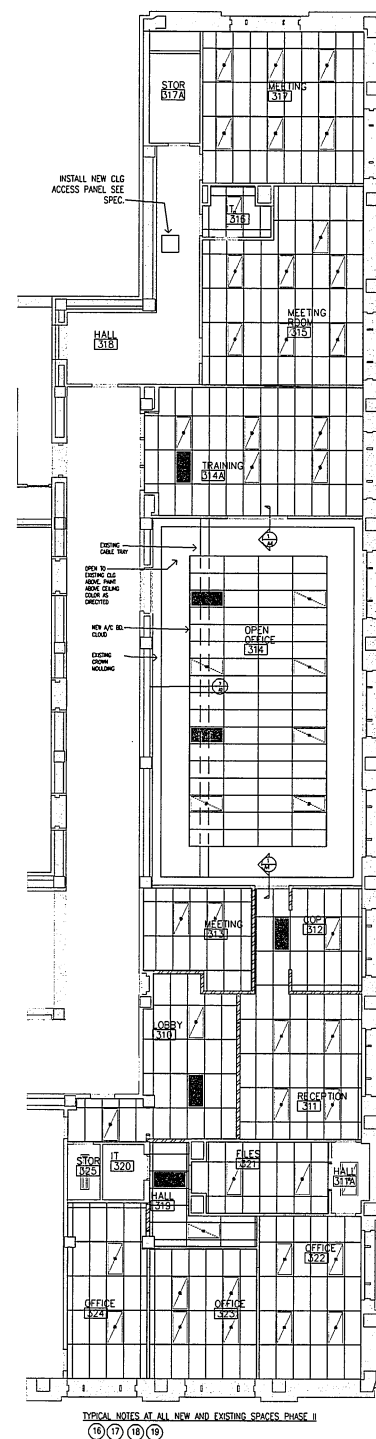 STOR
317A
MEETING
317
INSTALL NEW CLG
ACCESS PANEL SEE
SPEC.
IT
316
MEETING
ROOM
315
HALL
318
TRAINING
314A
1
EXISTING
CABLE TRAY
OPEN TO
EXISTING CLG
ABOVE. PAINT
ABOVE CEILING
COLOR AS
DIRECTED
NEW A/C BD.
CLOUD
EXISTING
CROWN
MOULDING
OPEN
OFFICE
314
MEETING
313
COPY
312
LOBBY
310
RECEPTION
311
STOR
325
IT
320
FILES
321
HALL
311A
HALL
319
OFFICE
322
OFFICE
324
OFFICE
323
TYPICAL NOTES AT ALL NEW AND EXISTING SPACES PHASE II
16 17 18 19